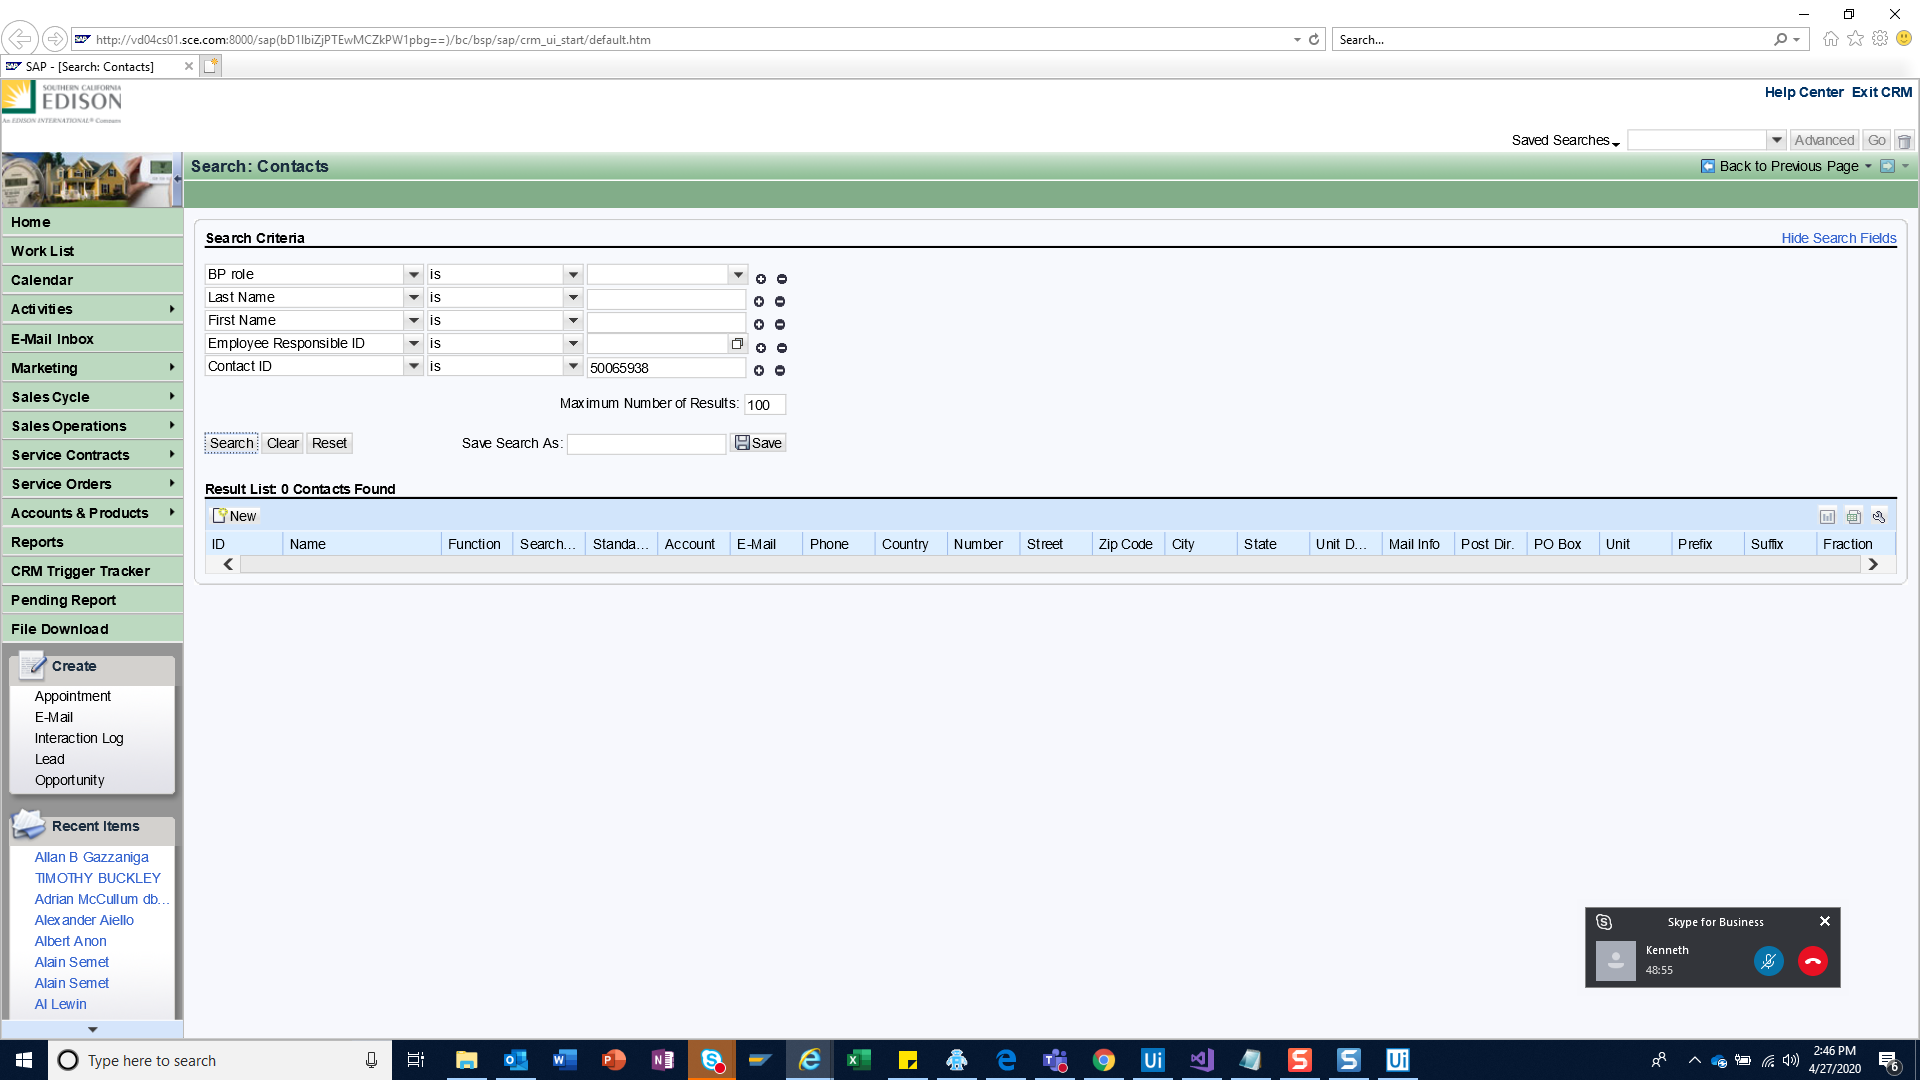 http://vd04cs01.sce.com:8000/sap(bD1lbiZjPTEwMCZkPW1pbg==)/bc/bsp/sap/crm_ui_start/default.htm
Search...
SAP - [Search: Contacts]
SOUTHERN CALIFORNIA
EDISON
An EDISON INTERNATIONAL® Company
Help Center Exit CRM
Saved Searches
Advanced Go
Search: Contacts
Back to Previous Page
Home
Work List
Calendar
Activities
E-Mail Inbox
Marketing
Sales Cycle
Sales Operations
Service Contracts
Service Orders
Accounts & Products
Reports
CRM Trigger Tracker
Pending Report
File Download
Create
Appointment
E-Mail
Interaction Log
Lead
Opportunity
Recent Items
Allan B Gazzaniga
TIMOTHY BUCKLEY
Adrian McCullum db...
Alexander Aiello
Albert Anon
Alain Semet
Alain Semet
Al Lewin
Search Criteria
Hide Search Fields
BP role is
Last Name is
First Name is
Employee Responsible ID is
Contact ID is 50065938
Maximum Number of Results: 100
Search Clear Reset Save Search As: Save
Result List: 0 Contacts Found
New
ID Name Function Search... Standa... Account E-Mail Phone Country Number Street Zip Code City State Unit D... Mail Info Post Dir. PO Box Unit Prefix Suffix Fraction
Skype for Business
Kenneth
48:55
Type here to search
2:46 PM
4/27/2020
6